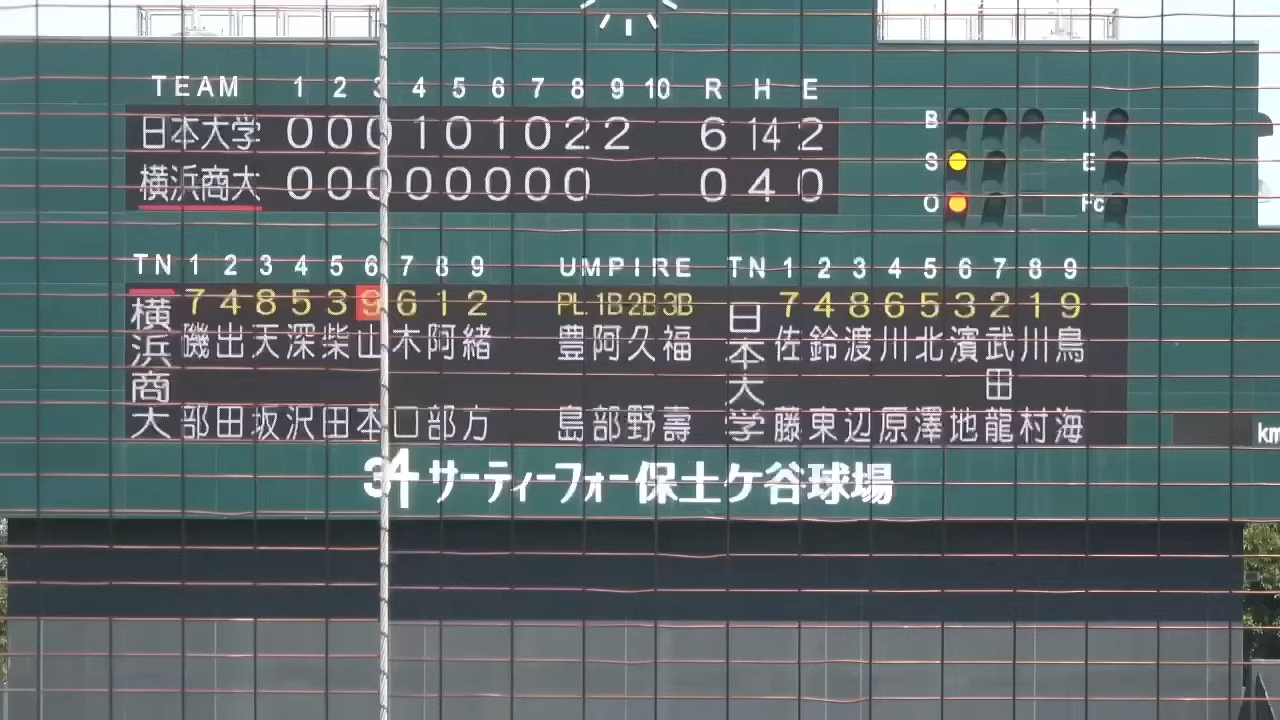 TEAM 1 2 3 4 5 6 7 8 9 10 R H E
日本大学 0 0 0 1 0 1 0 2 2 6 14 2
横浜商大 0 0 0 0 0 0 0 0 0 4 0
B H
S E
O Fc
TN 1 2 3 4 5 6 7 8 9 UMPIRE TN 1 2 3 4 5 6 7 8 9
横浜商大 7 4 8 5 3 9 6 1 2
磯部 出田 天坂 深沢 柴田 山本 木口 阿部 緒方
PL. 1B 2B 3B
豊島 阿部 久野 福壽
日本大学 7 4 8 6 5 3 2 1 9
佐藤 鈴東 渡辺 川原 北澤 濱地 武田龍 川村 鳥海
km
34 サーティーフォー保土ケ谷球場